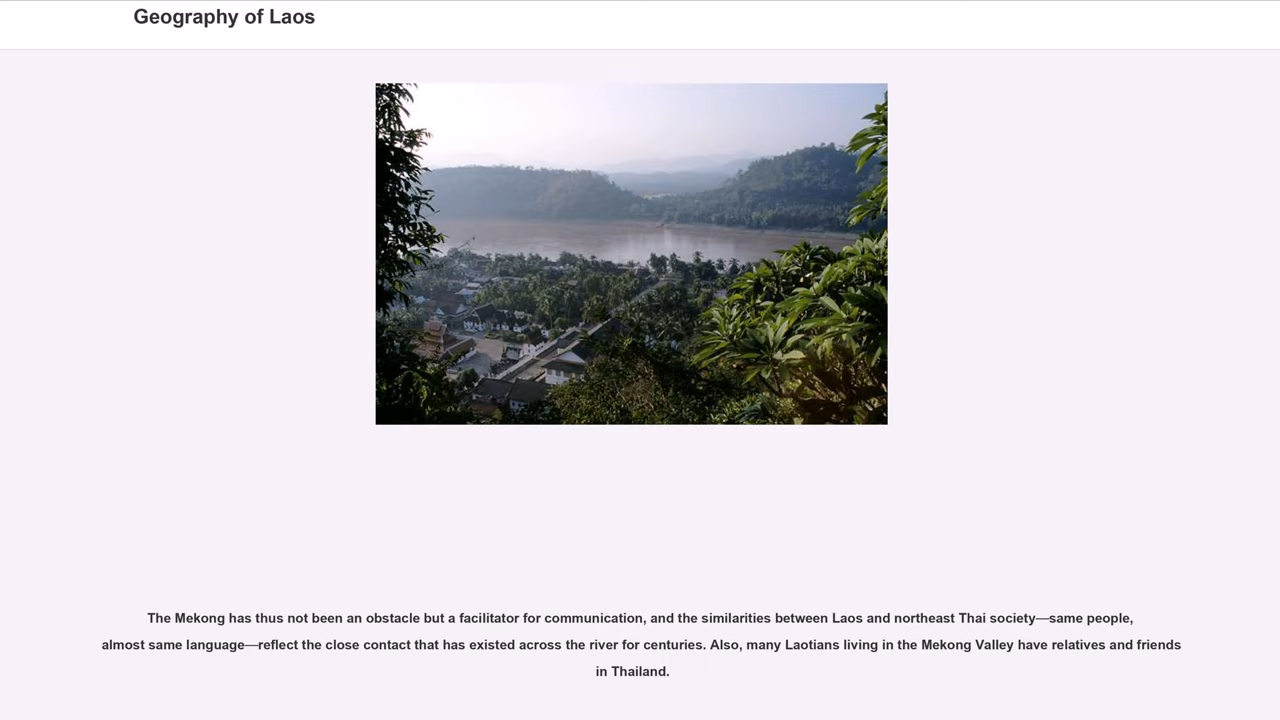 Geography of Laos
The Mekong has thus not been an obstacle but a facilitator for communication, and the similarities between Laos and northeast Thai society—same people,
almost same language—reflect the close contact that has existed across the river for centuries. Also, many Laotians living in the Mekong Valley have relatives and friends
in Thailand.